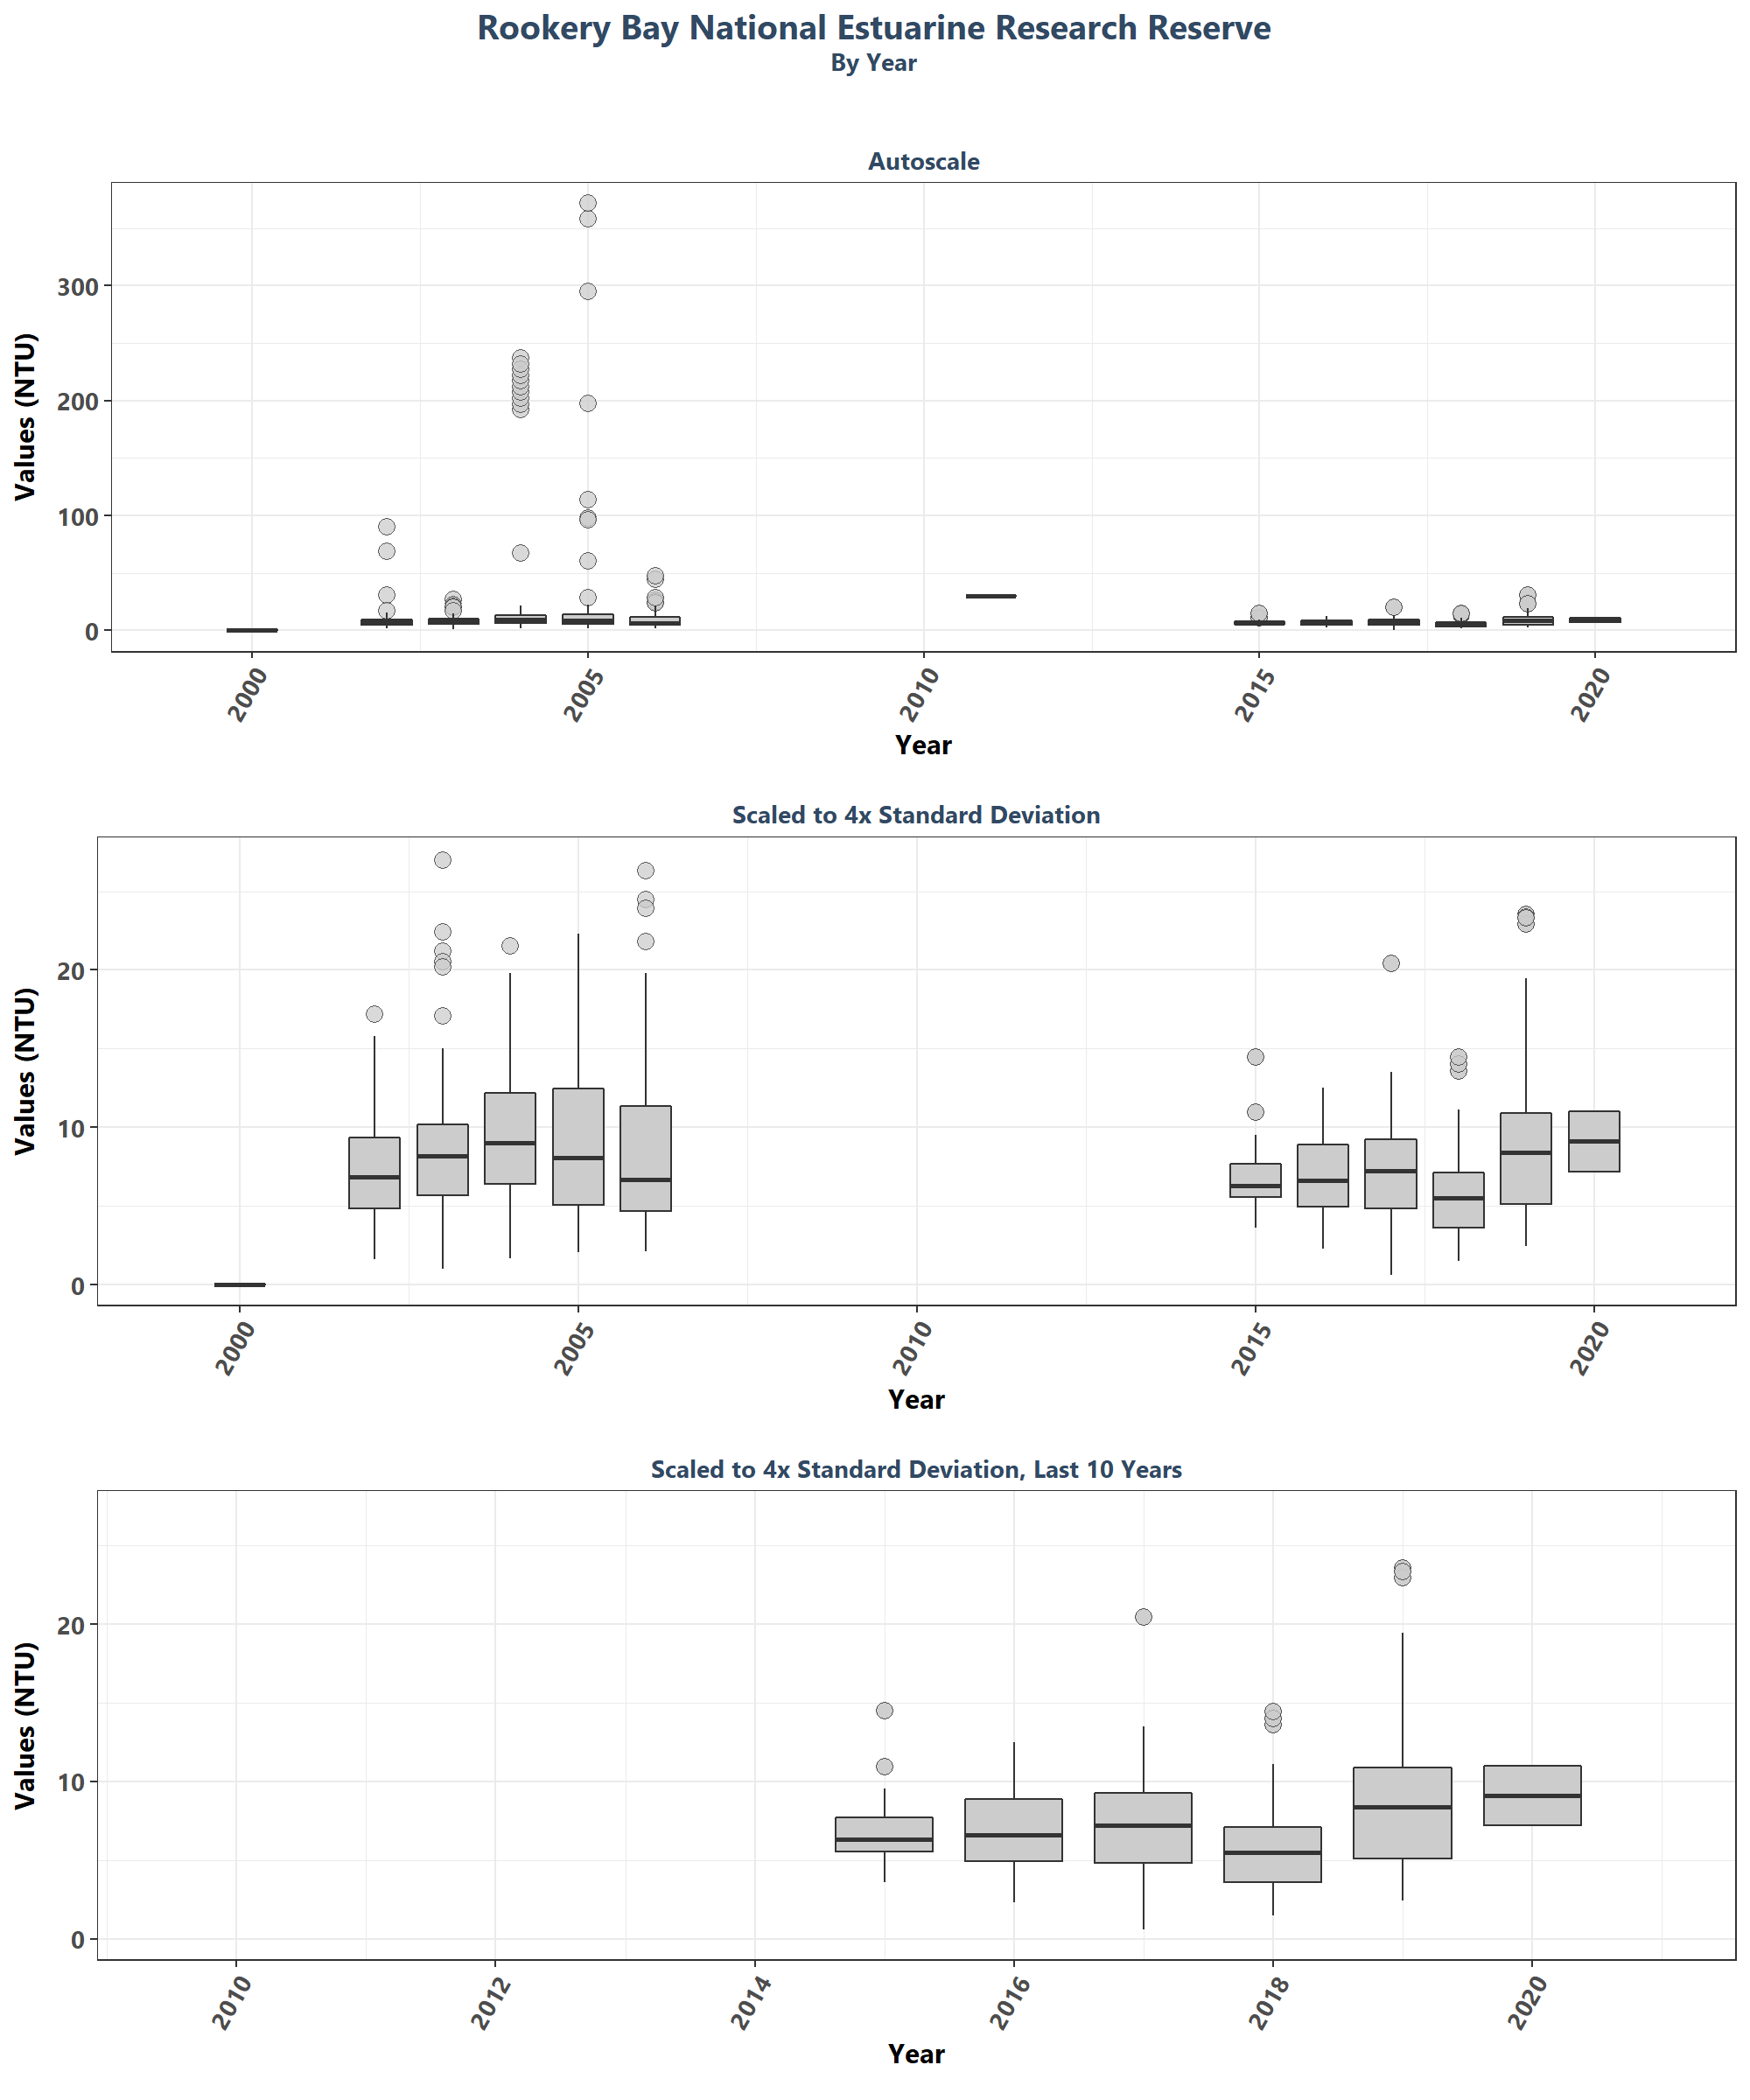 Rookery Bay National Estuarine Research Reserve
By Year
Autoscale
Values (NTU)
300
200
100
0
2000 2005 2010 2015 2020
Year
Scaled to 4x Standard Deviation
Values (NTU)
20
10
0
2000 2005 2010 2015 2020
Year
Scaled to 4x Standard Deviation, Last 10 Years
Values (NTU)
20
10
0
2010 2012 2014 2016 2018 2020
Year